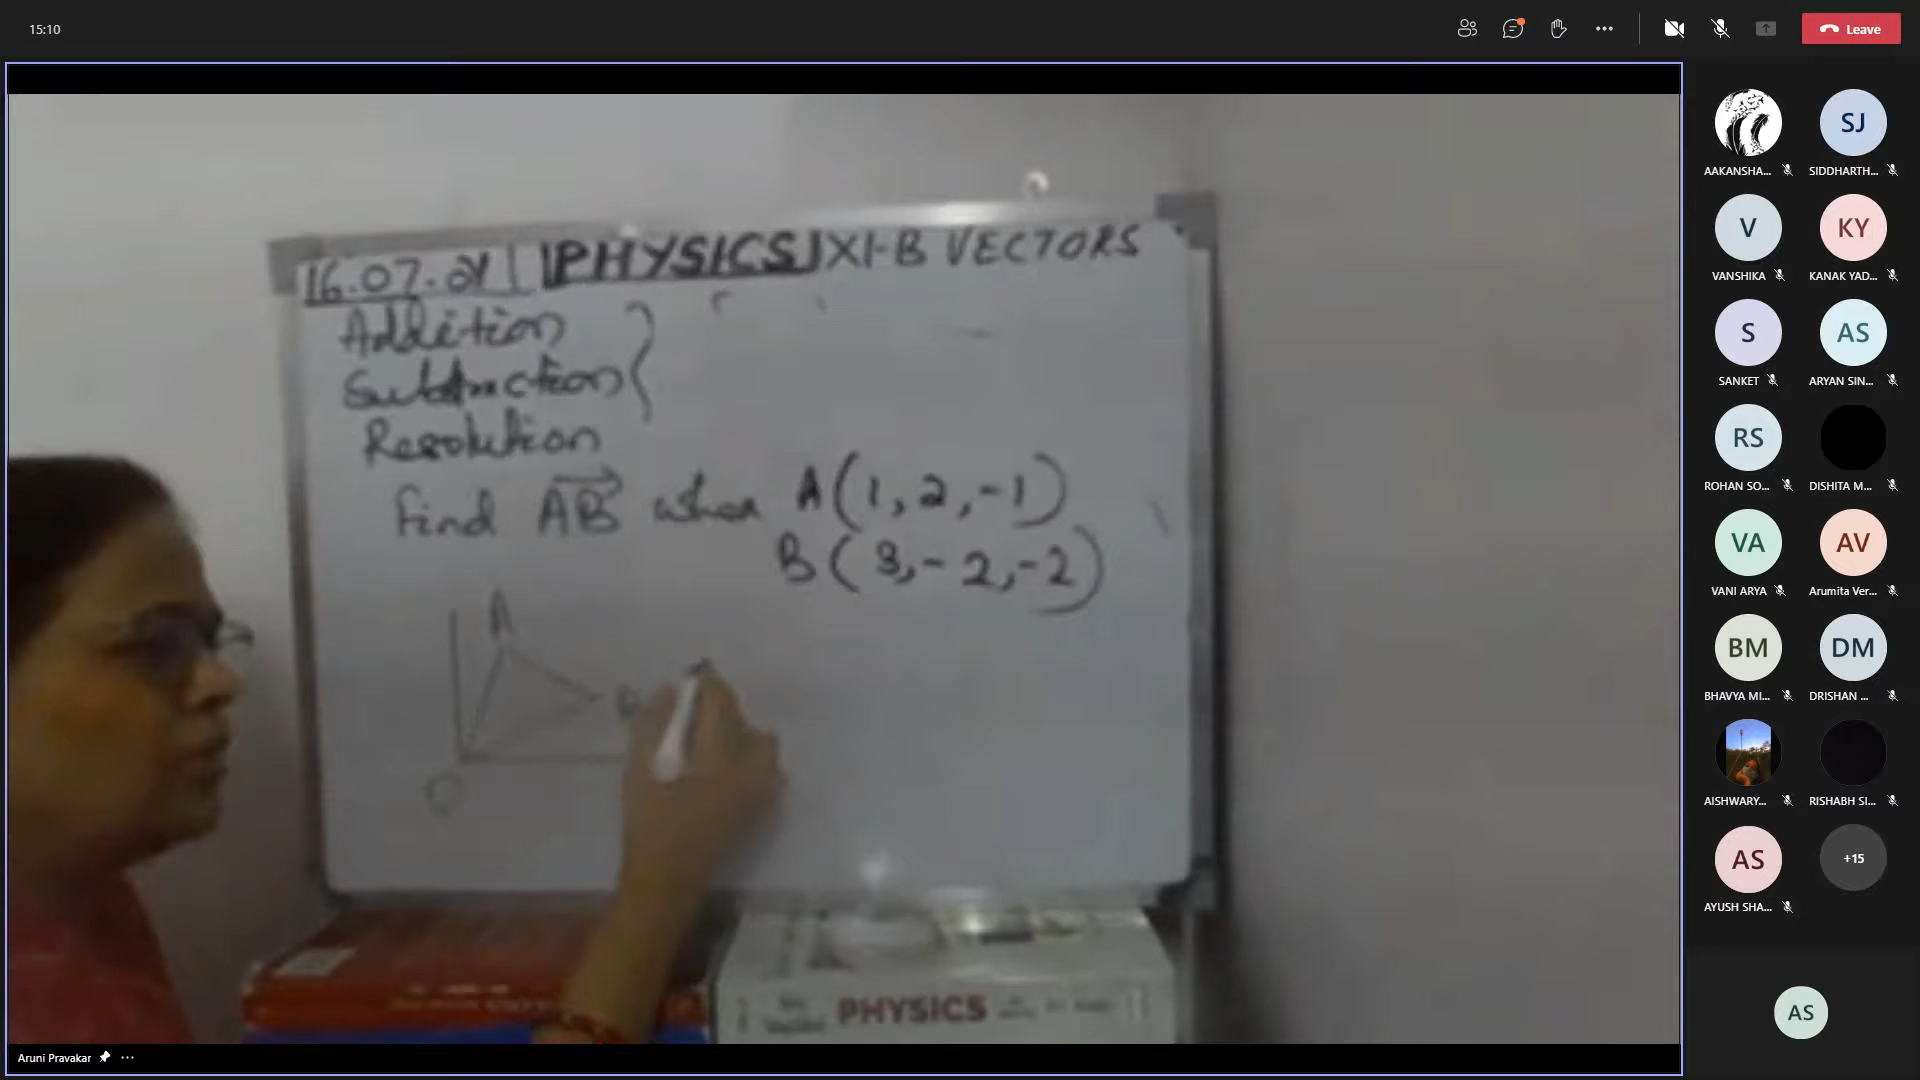 15:10
Leave
16.07.21 | PHYSICS | XI-B VECTORS
Addition
Subtraction
Resolution
Find AB when A(1, 2, -1)
B(3, -2, -2)
A
B
O
PHYSICS
Aruni Pravakar
AAKANSHA...
SJ
SIDDHARTH...
V
VANSHIKA
KY
KANAK YAD...
S
SANKET
AS
ARYAN SIN...
RS
ROHAN SO...
DISHITA M...
VA
VANI ARYA
AV
Arumita Ver...
BM
BHAVYA MI...
DM
DRISHAN ...
AISHWARY...
RISHABH SI...
AS
AYUSH SHA...
+15
AS